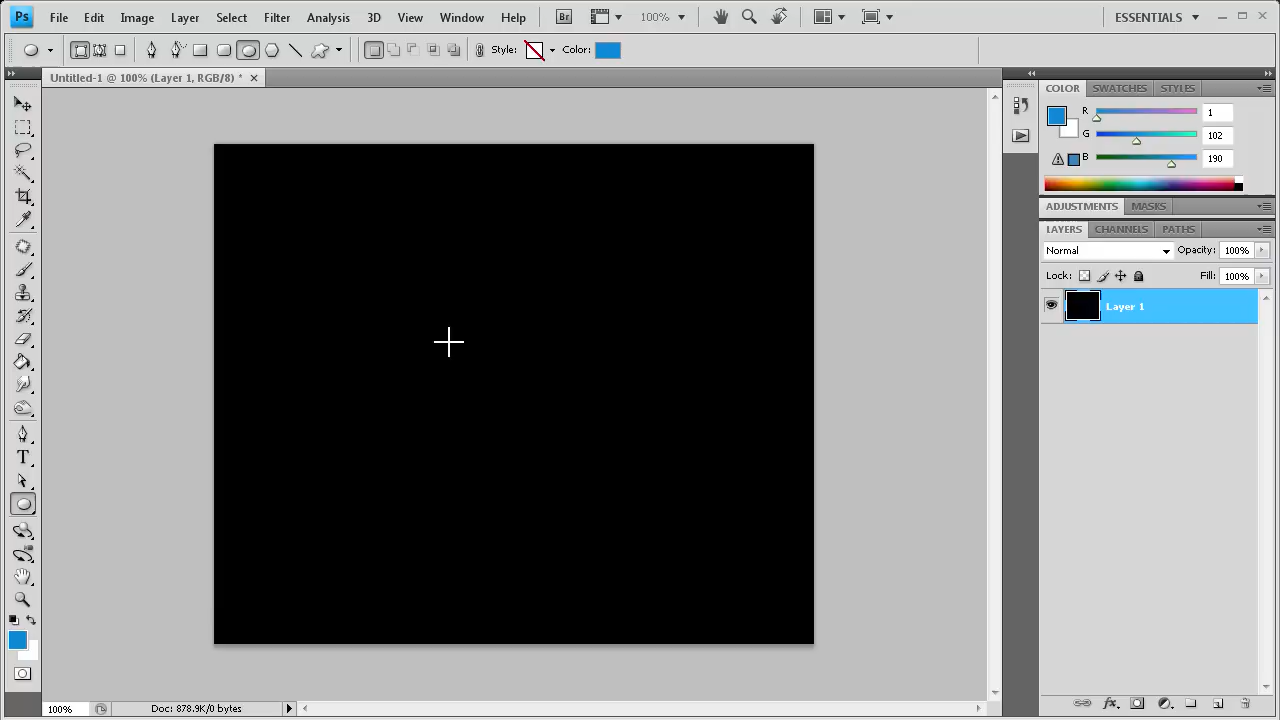 Ps File Edit Image Layer Select Filter Analysis 3D View Window Help Br 100% ESSENTIALS
Style: Color:
Untitled-1 @ 100% (Layer 1, RGB/8) *
COLOR SWATCHES STYLES
R 1
G 102
B 190
ADJUSTMENTS MASKS
LAYERS CHANNELS PATHS
Normal Opacity: 100%
Lock: Fill: 100%
Layer 1
T
100% Doc: 878.9K/0 bytes
fx